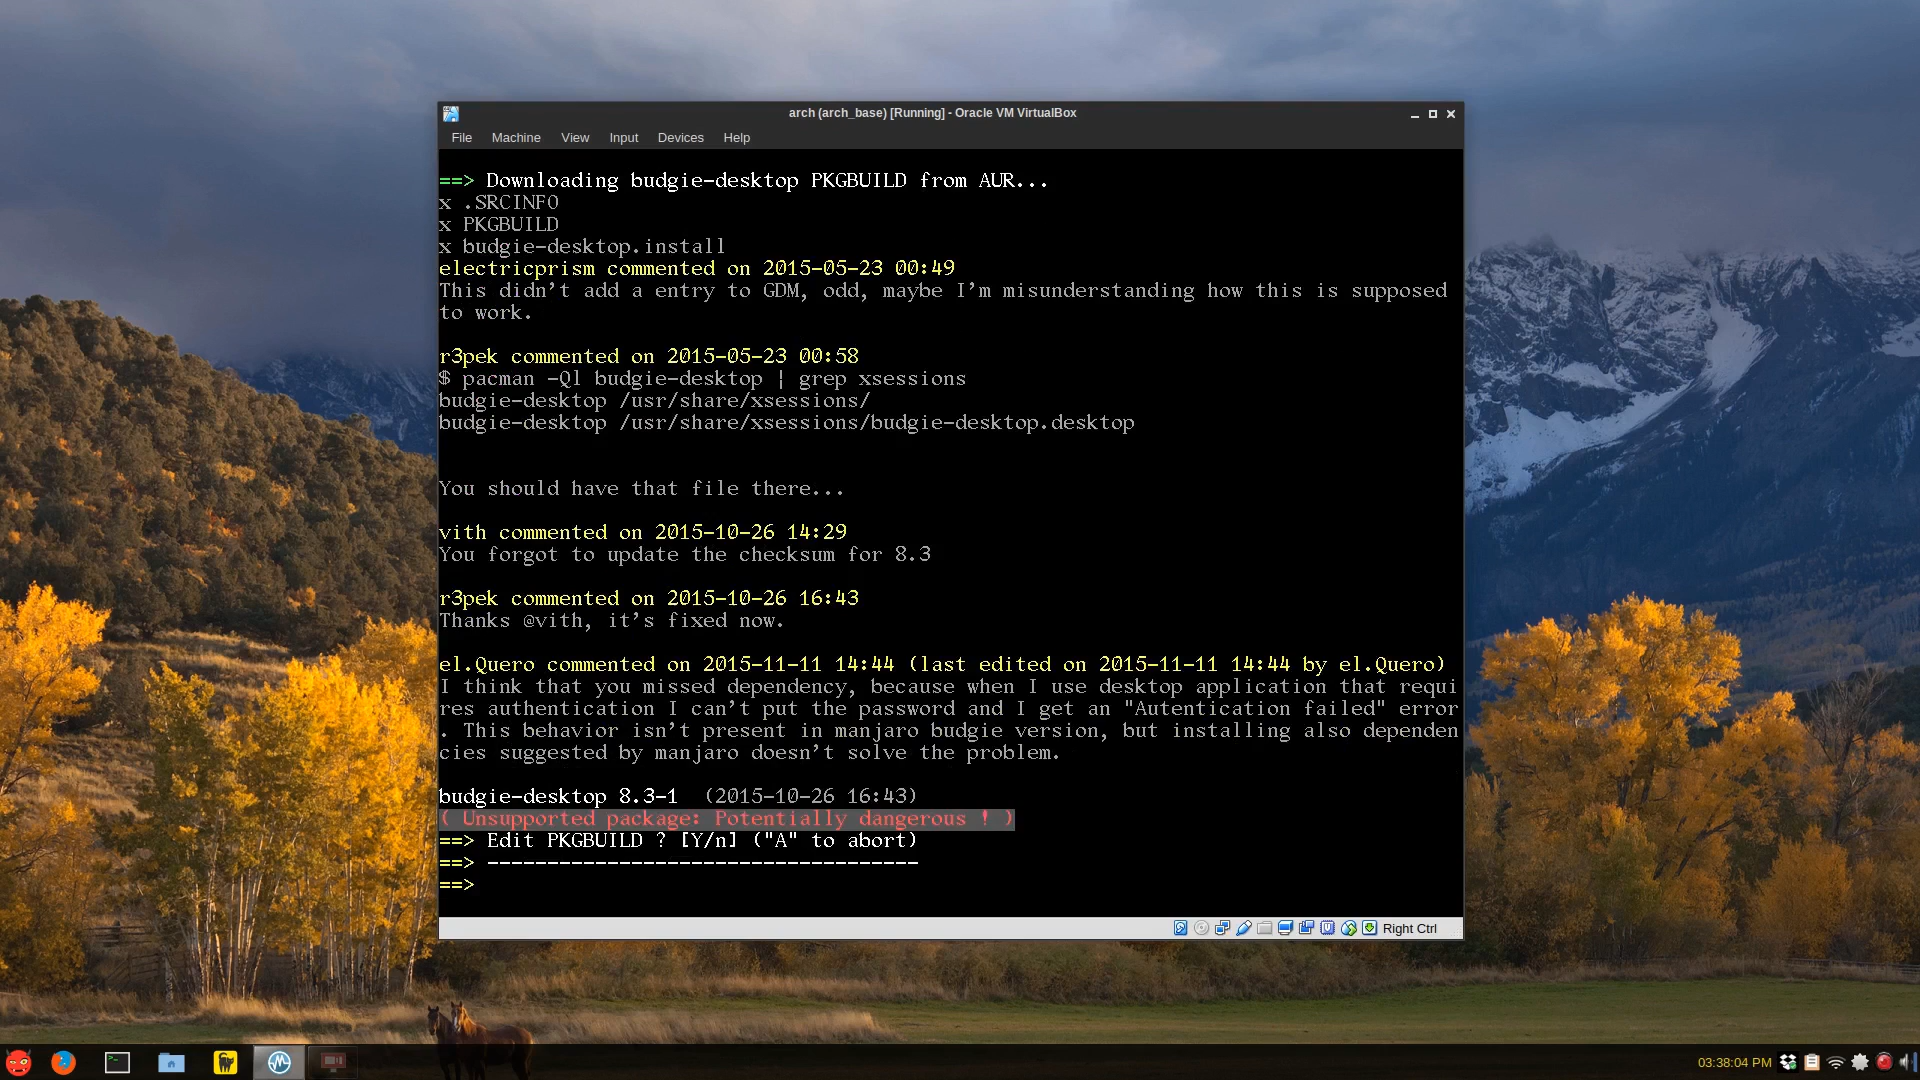 arch (arch_base) [Running] - Oracle VM VirtualBox
File Machine View Input Devices Help
==> Downloading budgie-desktop PKGBUILD from AUR...
x .SRCINFO
x PKGBUILD
x budgie-desktop.install
electricprism commented on 2015-05-23 00:49
This didn't add a entry to GDM, odd, maybe I'm misunderstanding how this is supposed
to work.
r3pek commented on 2015-05-23 00:58
$ pacman -Ql budgie-desktop | grep xsessions
budgie-desktop /usr/share/xsessions/
budgie-desktop /usr/share/xsessions/budgie-desktop.desktop
You should have that file there...
vith commented on 2015-10-26 14:29
You forgot to update the checksum for 8.3
r3pek commented on 2015-10-26 16:43
Thanks @vith, it's fixed now.
el.Quero commented on 2015-11-11 14:44 (last edited on 2015-11-11 14:44 by el.Quero)
I think that you missed dependency, because when I use desktop application that requi
res authentication I can't put the password and I get an "Autentication failed" error
. This behavior isn't present in manjaro budgie version, but installing also dependen
cies suggested by manjaro doesn't solve the problem.
budgie-desktop 8.3-1 (2015-10-26 16:43)
( Unsupported package: Potentially dangerous ! )
==> Edit PKGBUILD ? [Y/n] ("A" to abort)
==> ------------------------------------
==>
Right Ctrl
03:38:04 PM